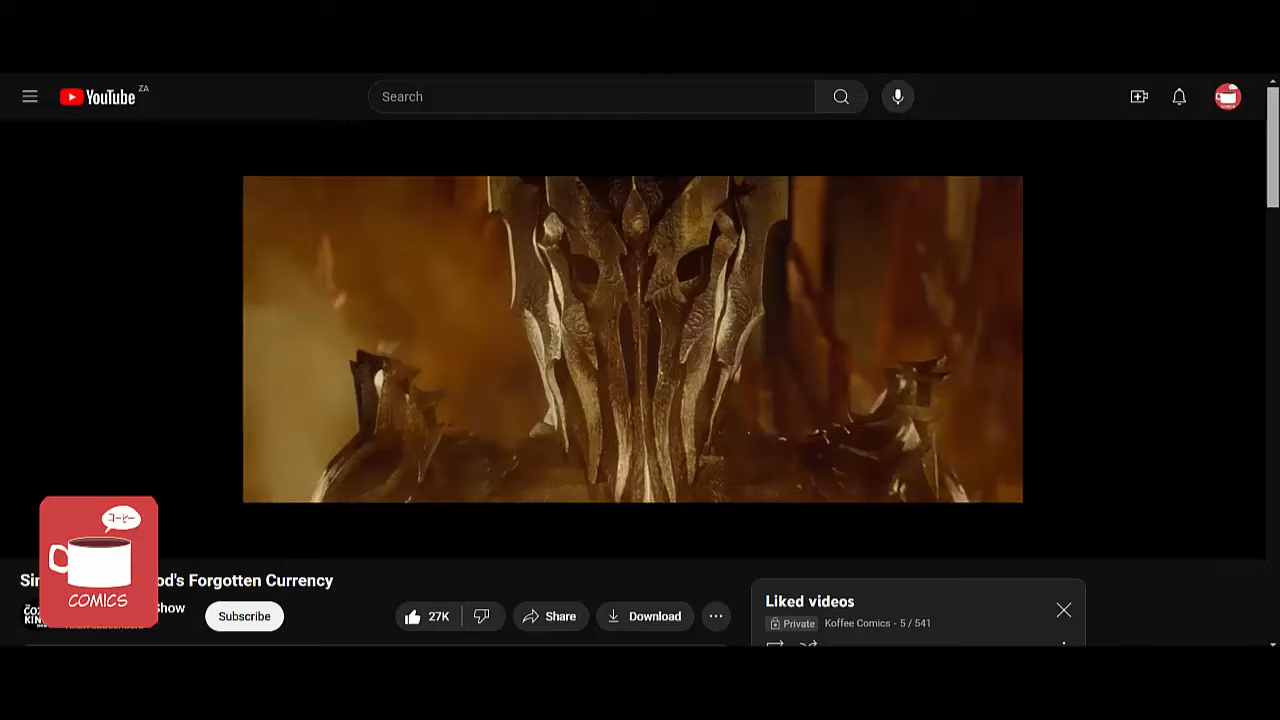 YouTube ZA
Search
コーヒー
COMICS
od's Forgotten Currency
Show
Subscribe
27K
Share
Download
Liked videos
Private Koffee Comics - 5 / 541